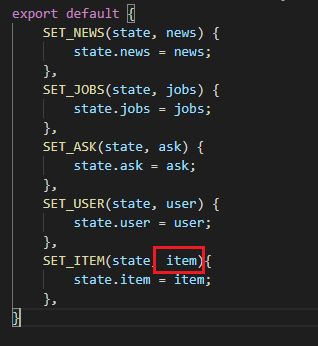 export default {
SET_NEWS(state, news) {
state.news = news;
},
SET_JOBS(state, jobs) {
state.jobs = jobs;
},
SET_ASK(state, ask) {
state.ask = ask;
},
SET_USER(state, user) {
state.user = user;
},
SET_ITEM(state, item){
state.item = item;
},
}